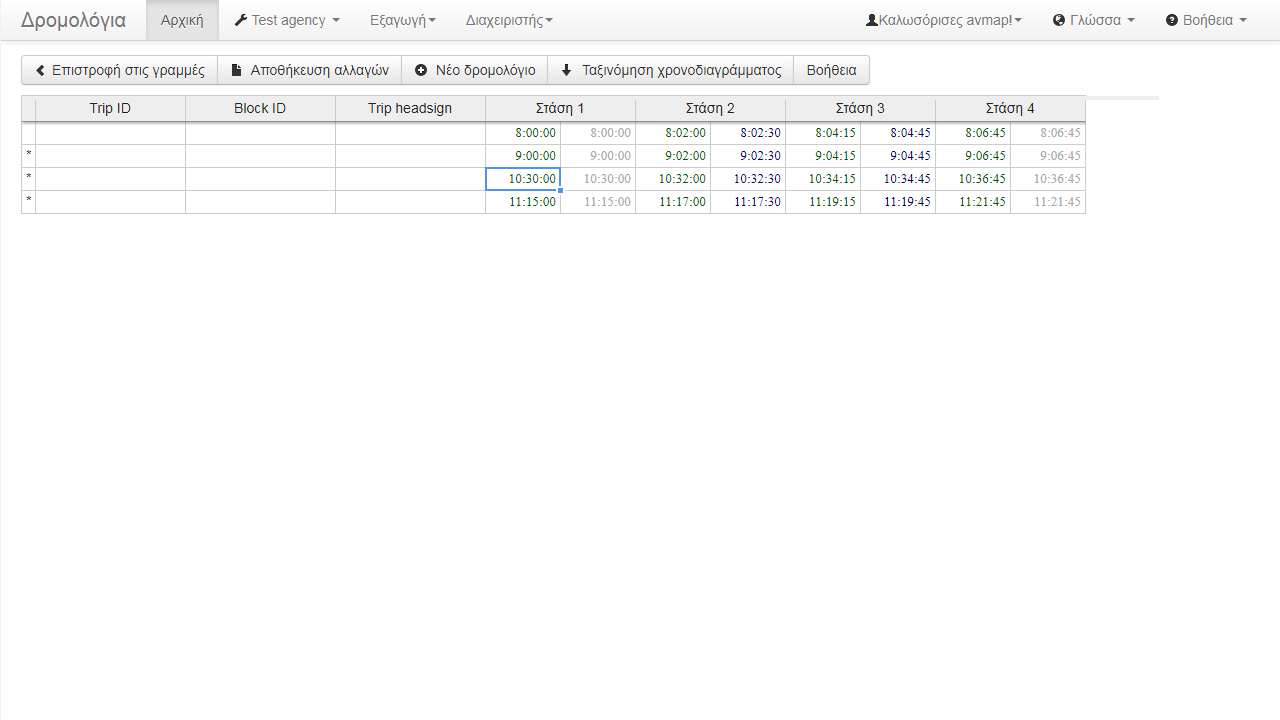 Δρομολόγια Αρχική Test agency Εξαγωγή Διαχειριστής Καλωσόρισες avmap! Γλώσσα Βοήθεια
Επιστροφή στις γραμμές Αποθήκευση αλλαγών Νέο δρομολόγιο Ταξινόμηση χρονοδιαγράμματος Βοήθεια
Trip ID Block ID Trip headsign Στάση 1 Στάση 2 Στάση 3 Στάση 4
8:00:00 8:00:00 8:02:00 8:02:30 8:04:15 8:04:45 8:06:45 8:06:45
* 9:00:00 9:00:00 9:02:00 9:02:30 9:04:15 9:04:45 9:06:45 9:06:45
* 10:30:00 10:30:00 10:32:00 10:32:30 10:34:15 10:34:45 10:36:45 10:36:45
* 11:15:00 11:15:00 11:17:00 11:17:30 11:19:15 11:19:45 11:21:45 11:21:45